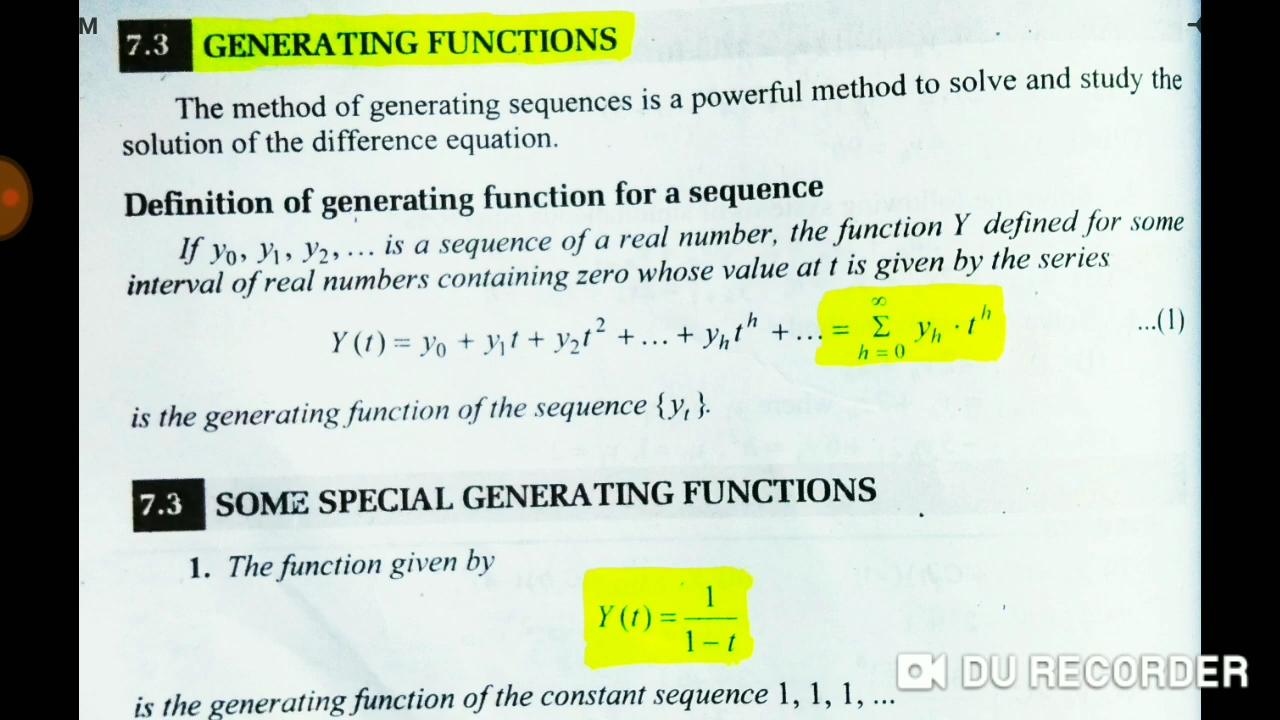 M
7.3 GENERATING FUNCTIONS
The method of generating sequences is a powerful method to solve and study the
solution of the difference equation.
Definition of generating function for a sequence
If y₀, y₁, y₂, ... is a sequence of a real number, the function Y defined for some
interval of real numbers containing zero whose value at t is given by the series
Y(t) = y₀ + y₁t + y₂t² + ... + yₕtʰ + ... = ∞ Σ h = 0 yₕ · tʰ ...(1)
is the generating function of the sequence {yₜ}.
7.3 SOME SPECIAL GENERATING FUNCTIONS
1. The function given by
Y(t) = 1 / 1 – t
is the generating function of the constant sequence 1, 1, 1, ...
DU RECORDER